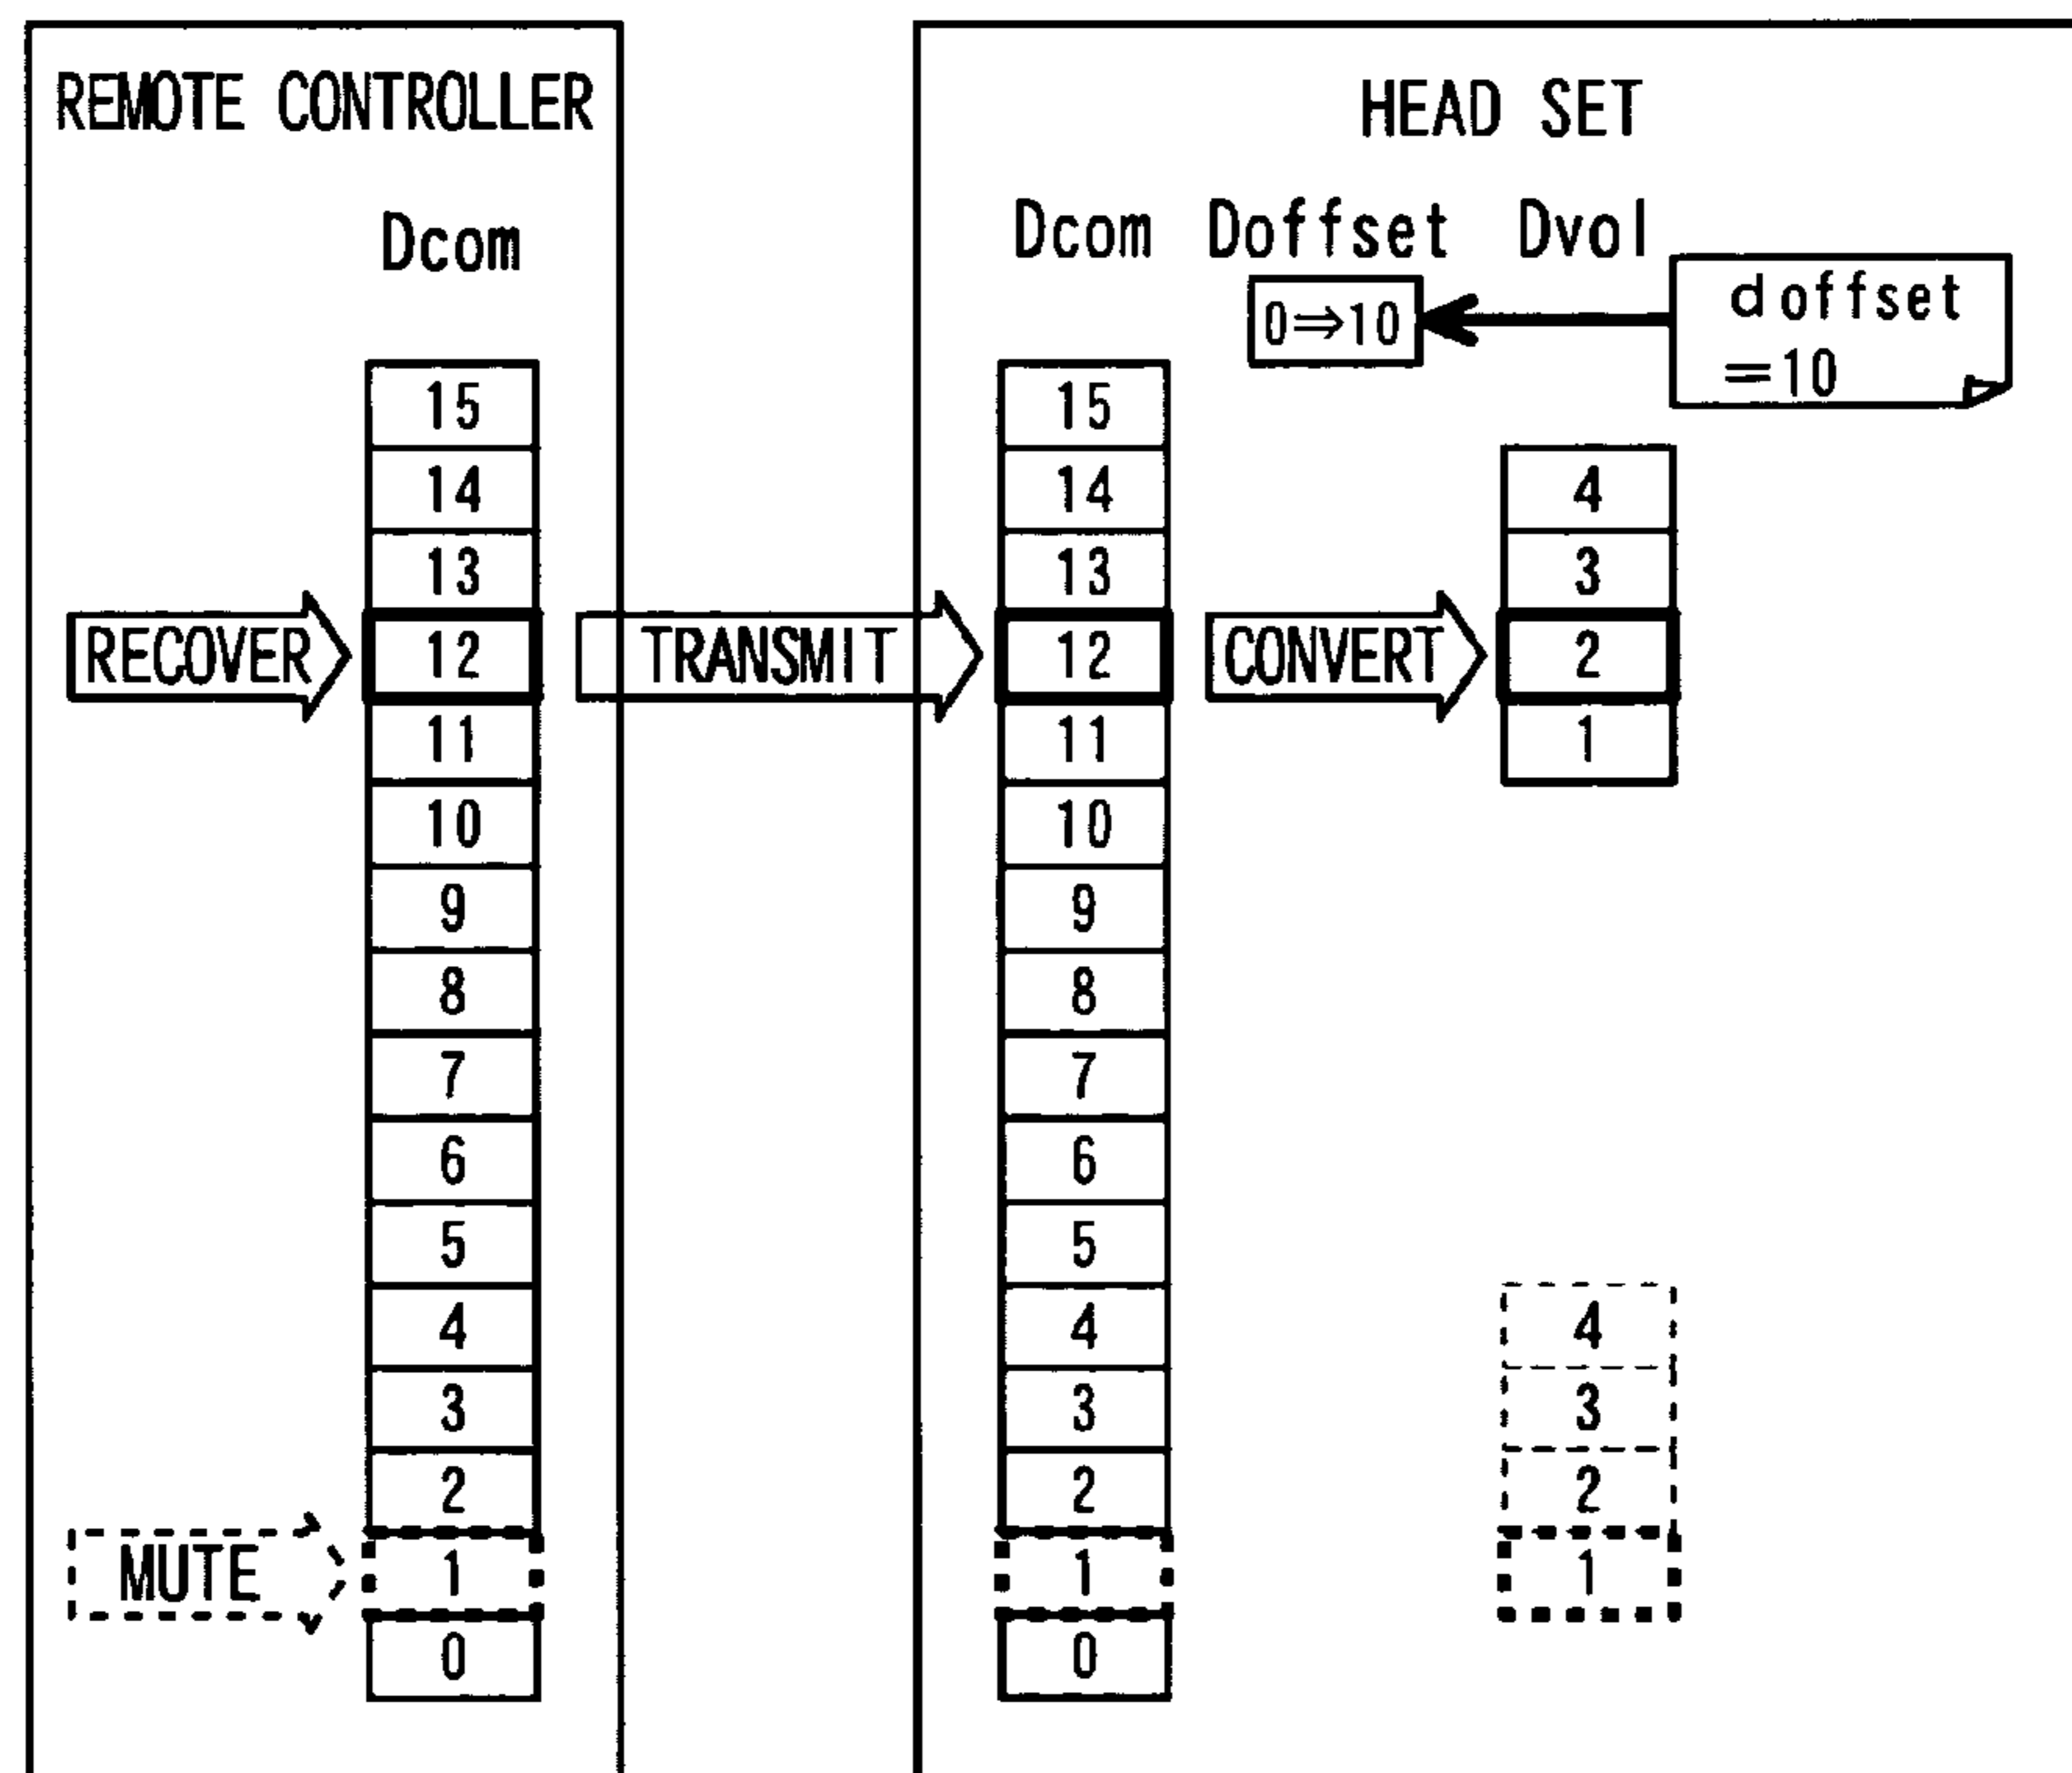 REMOTE CONTROLLER
HEAD SET
Dcom
Dcom Doffset Dvol
0⇒10
doffset
=10
15 15
14 14 4
13 13 3
RECOVER 12 TRANSMIT 12 CONVERT 2
11 11 1
10 10
9 9
8 8
7 7
6 6
5 5
4 4 4
3 3 3
2 2 2
MUTE 1 1 1
0 0